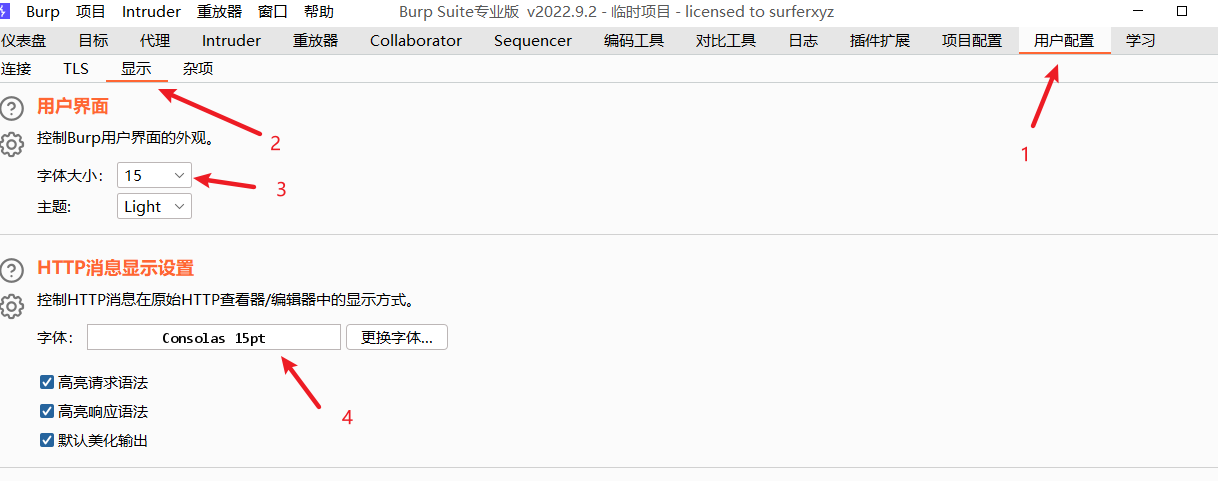 Burp 项目 Intruder 重放器 窗口 帮助 Burp Suite专业版 v2022.9.2 - 临时项目 - licensed to surferxyz
仪表盘 目标 代理 Intruder 重放器 Collaborator Sequencer 编码工具 对比工具 日志 插件扩展 项目配置 用户配置 学习
连接 TLS 显示 杂项
用户界面
控制Burp用户界面的外观。
2
1
字体大小: 15
3
主题: Light
HTTP消息显示设置
控制HTTP消息在原始HTTP查看器/编辑器中的显示方式。
字体: Consolas 15pt 更换字体...
高亮请求语法
高亮响应语法
4
默认美化输出